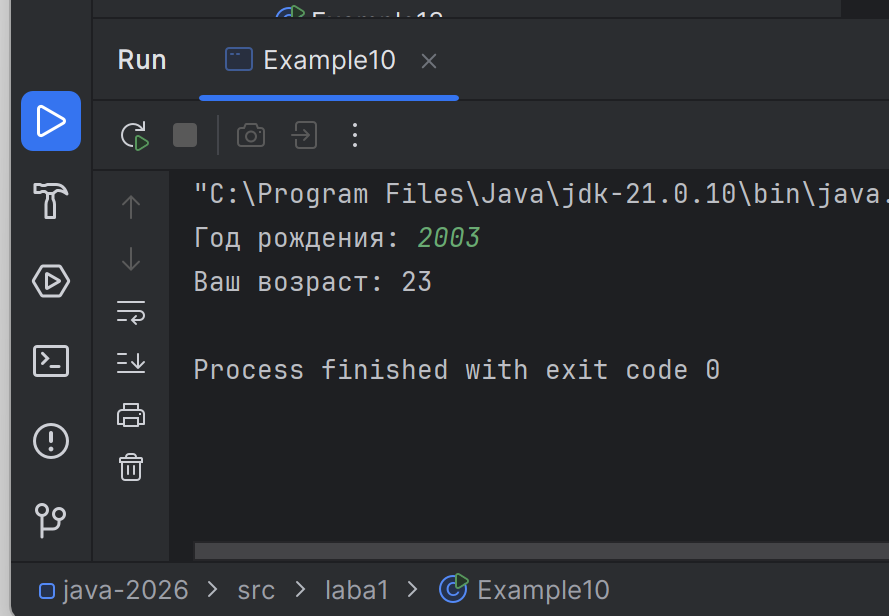 Run
Example10
"C:\Program Files\Java\jdk-21.0.10\bin\java.
Год рождения: 2003
Ваш возраст: 23
Process finished with exit code 0
java-2026 > src > laba1 > Example10